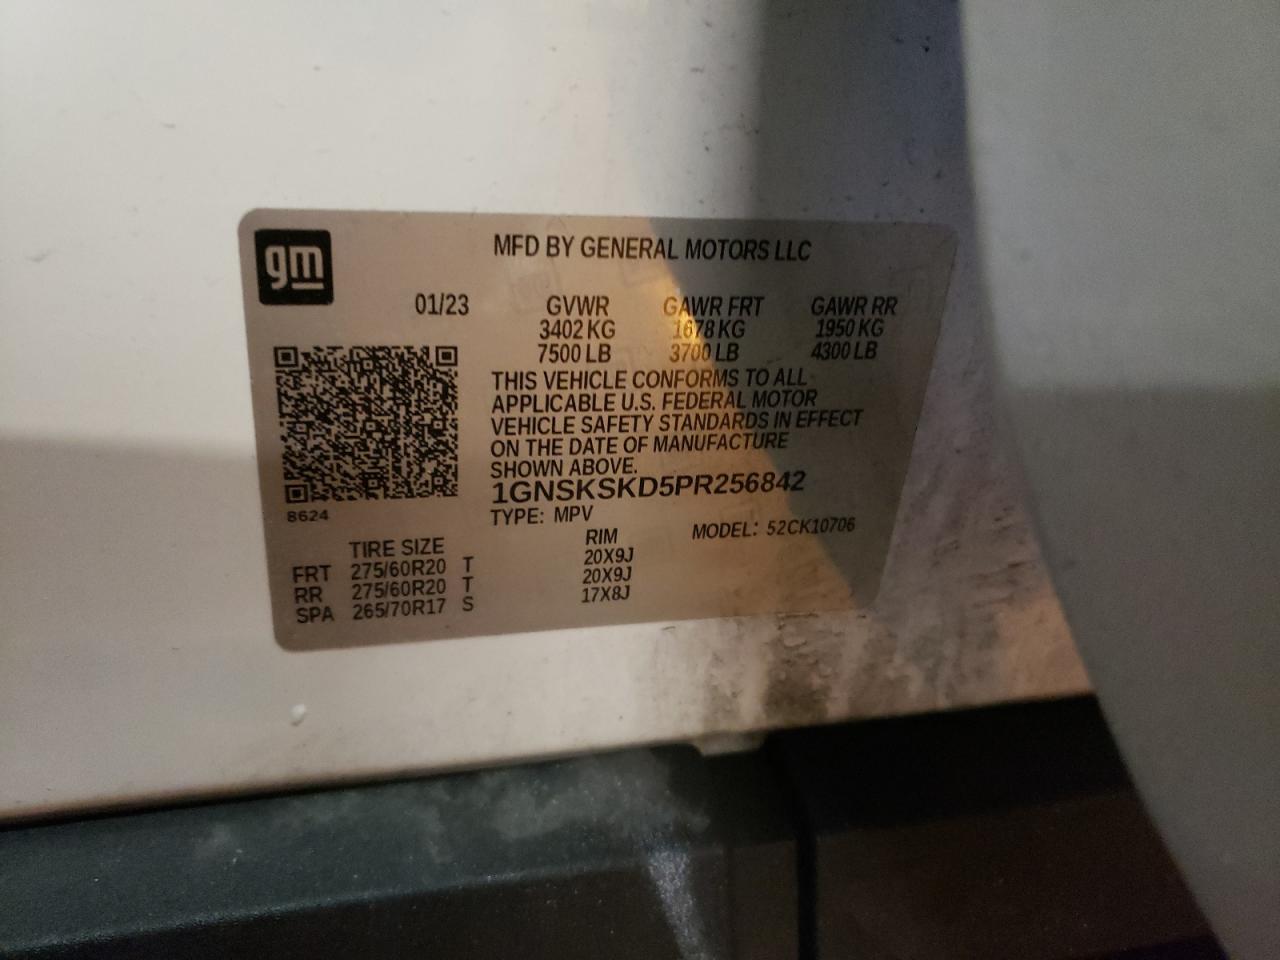 gm
MFD BY GENERAL MOTORS LLC
01/23 GVWR GAWR FRT GAWR RR
3402 KG 1678 KG 1950 KG
7500 LB 3700 LB 4300 LB
THIS VEHICLE CONFORMS TO ALL
APPLICABLE U.S. FEDERAL MOTOR
VEHICLE SAFETY STANDARDS IN EFFECT
ON THE DATE OF MANUFACTURE
SHOWN ABOVE.
1GNSKSKD5PR256842
8624
TYPE: MPV MODEL: 52CK10706
TIRE SIZE RIM
FRT 275/60R20 T 20X9J
RR 275/60R20 T 20X9J
SPA 265/70R17 S 17X8J